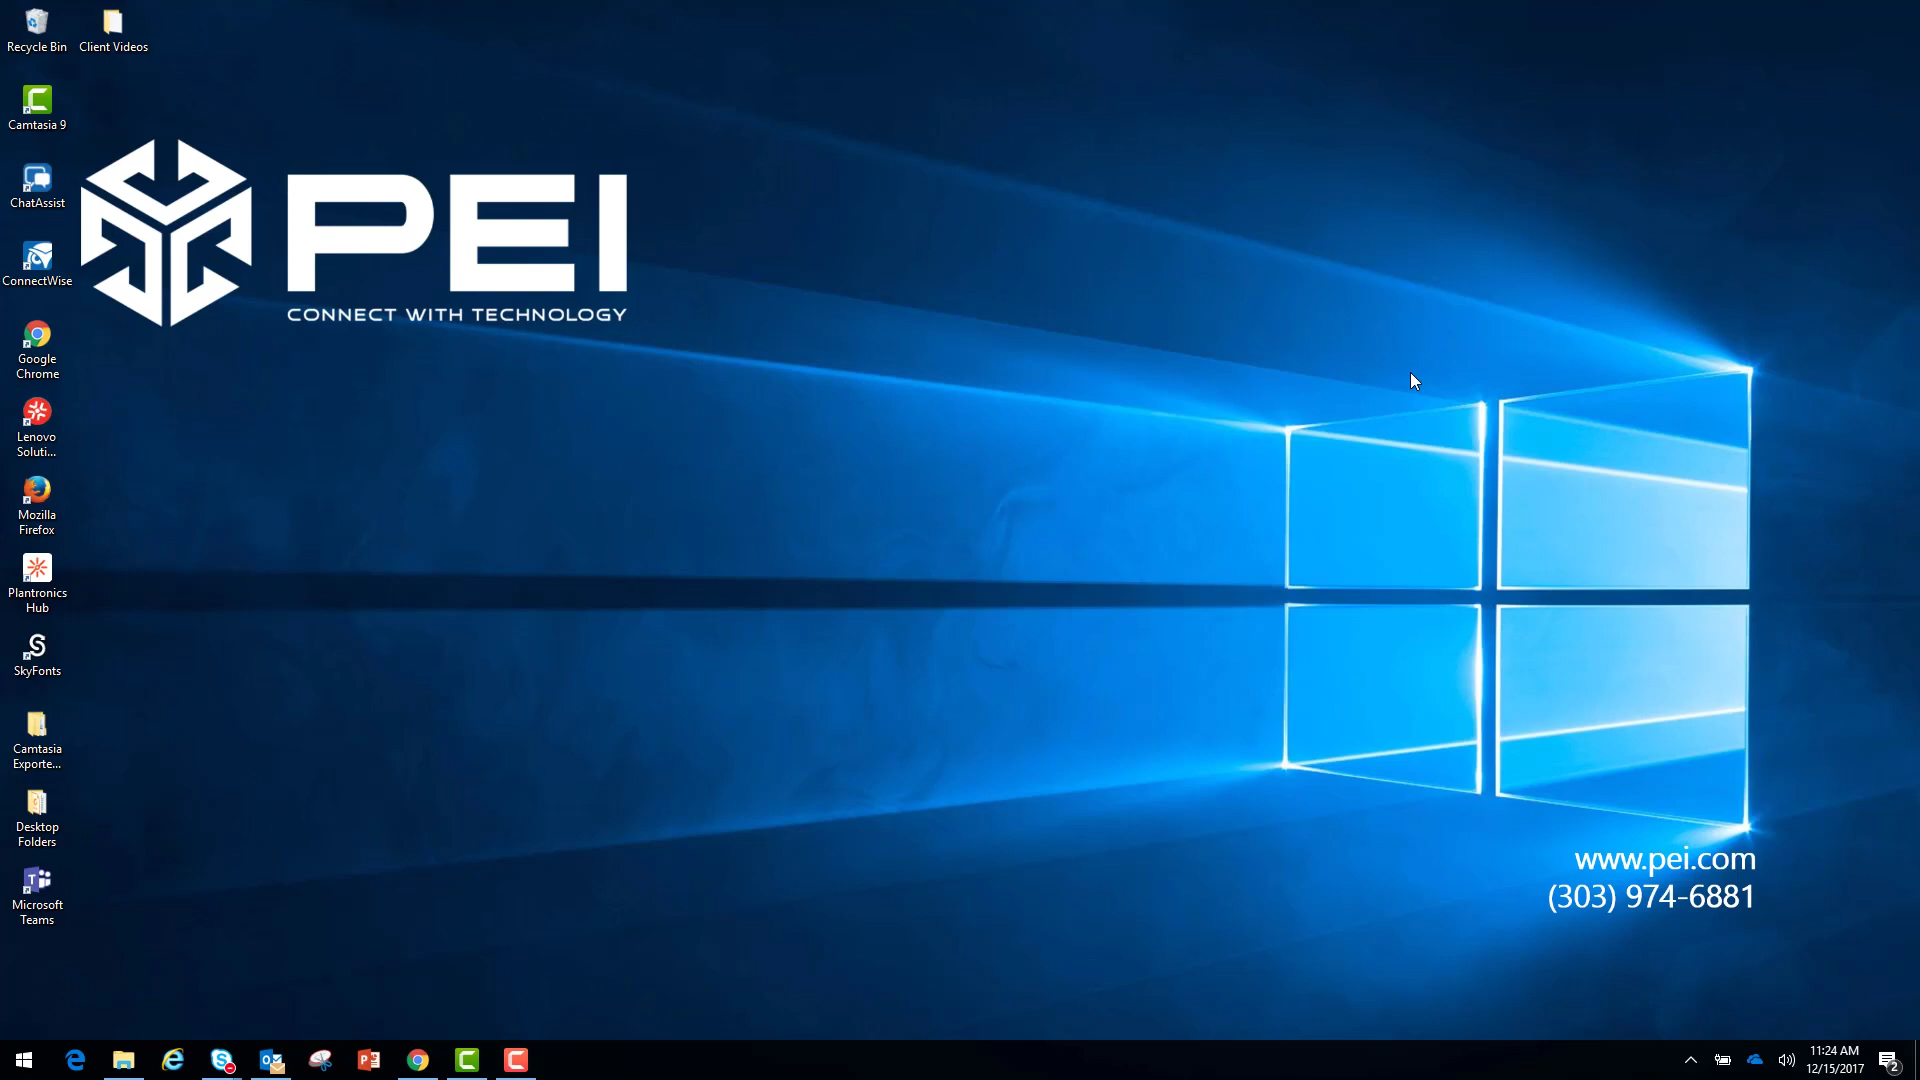 Recycle Bin
Client Videos
Camtasia 9
ChatAssist
ConnectWise
Google
Chrome
Lenovo
Soluti...
Mozilla
Firefox
Plantronics
Hub
SkyFonts
Camtasia
Exporte...
Desktop
Folders
Microsoft
Teams
PEI
CONNECT WITH TECHNOLOGY
www.pei.com
(303) 974-6881
11:24 AM
12/15/2017
2